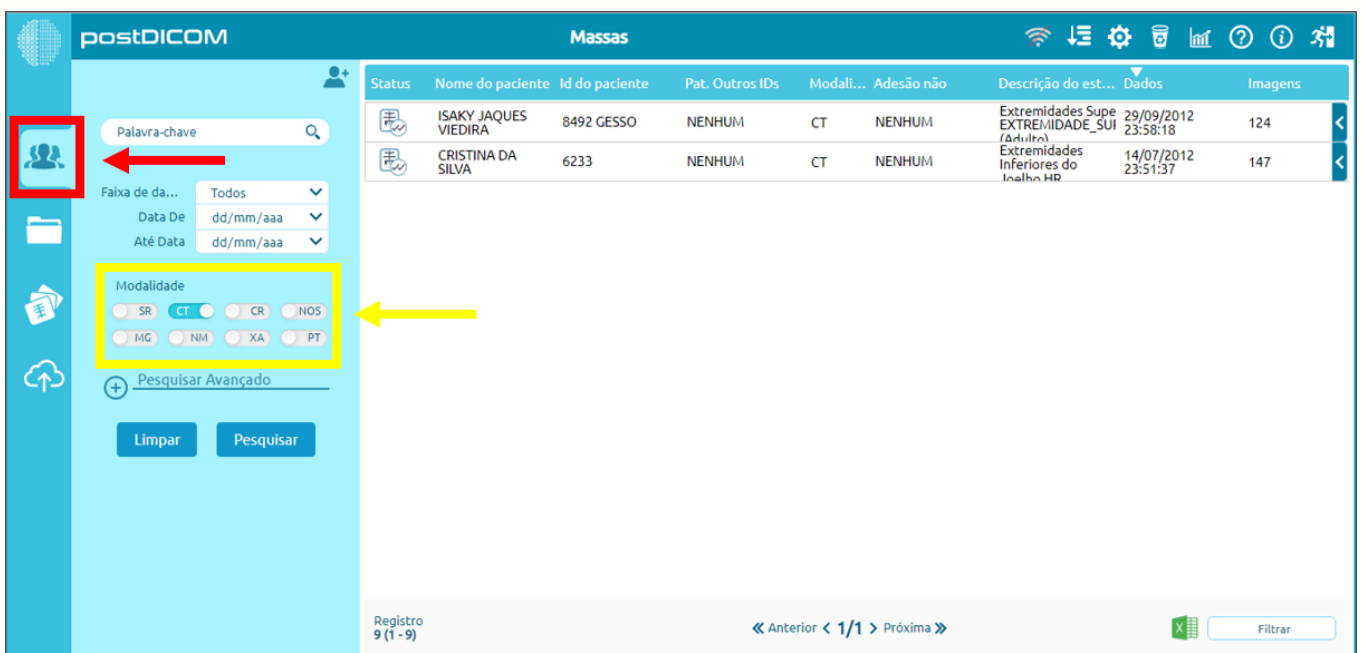 postDICOM
Massas
Palavra-chave
Faixa de da... Todos
Data De dd/mm/aaa
Até Data dd/mm/aaa
Modalidade
SR CT CR NOS
MG NM XA PT
Pesquisar Avançado
Limpar Pesquisar
Status Nome do paciente Id do paciente Pat. Outros IDs Modali... Adesão não Descrição do est... Dados Imagens
ISAKY JAQUES
VIEDIRA
8492 GESSO
NENHUM
CT
NENHUM
Extremidades Supe
EXTREMIDADE_SUI
(Adulto)
29/09/2012
23:58:18
124
CRISTINA DA
SILVA
6233
NENHUM
CT
NENHUM
Extremidades
Inferiores do
Joelho HR
14/07/2012
23:51:37
147
Registro
9 (1 - 9)
Anterior 1/1 Próxima
Filtrar